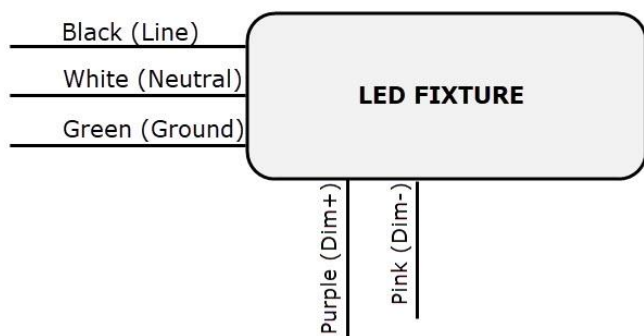 Black (Line)
White (Neutral)
Green (Ground)
LED FIXTURE
Purple (Dim+)
Pink (Dim-)